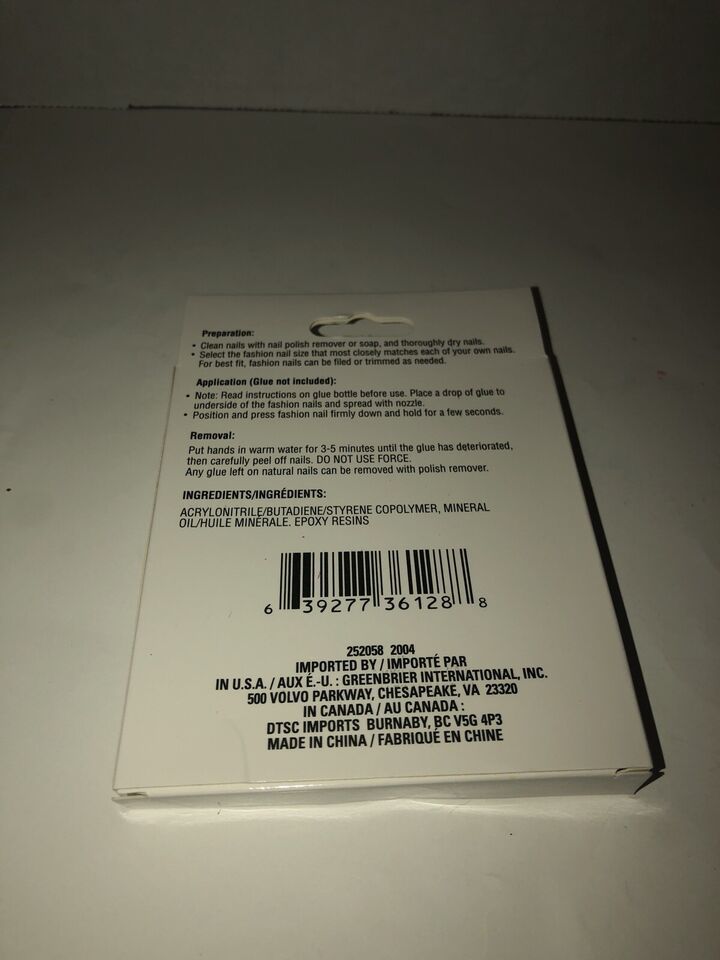 Preparation:
• Clean nails with nail polish remover or soap, and thoroughly dry nails.
• Select the fashion nail size that most closely matches each of your own nails.
For best fit, fashion nails can be filed or trimmed as needed.
Application (Glue not included):
• Note: Read instructions on glue bottle before use. Place a drop of glue to
underside of the fashion nails and spread with nozzle.
• Position and press fashion nail firmly down and hold for a few seconds.
Removal:
Put hands in warm water for 3-5 minutes until the glue has deteriorated,
then carefully peel off nails. DO NOT USE FORCE.
Any glue left on natural nails can be removed with polish remover.
INGREDIENTS/INGRÉDIENTS:
ACRYLONITRILE/BUTADIENE/STYRENE COPOLYMER, MINERAL
OIL/HUILE MINÉRALE. EPOXY RESINS
6 39277 36128 8
252058 2004
IMPORTED BY / IMPORTÉ PAR
IN U.S.A. / AUX É.-U. : GREENBRIER INTERNATIONAL, INC.
500 VOLVO PARKWAY, CHESAPEAKE, VA 23320
IN CANADA / AU CANADA :
DTSC IMPORTS BURNABY, BC V5G 4P3
MADE IN CHINA / FABRIQUÉ EN CHINE